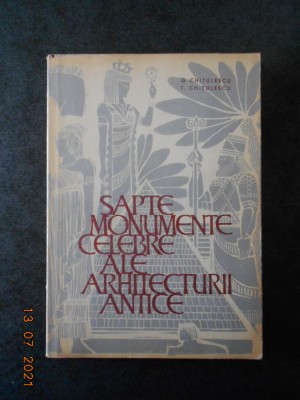 G. CHITULESCU
T. CHITULESCU
SAPTE
MONUMENTE
CELEBRE
ALE
ARHITECTURII
ANTICE
13 07 2021